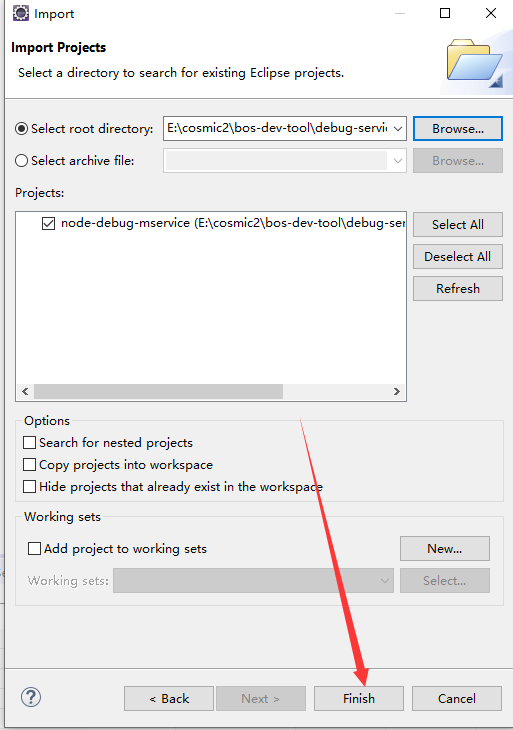 Import
Import Projects
Select a directory to search for existing Eclipse projects.
Select root directory: E:\cosmic2\bos-dev-tool\debug-servic Browse...
Select archive file: Browse...
Projects:
node-debug-mservice (E:\cosmic2\bos-dev-tool\debug-ser
Select All
Deselect All
Refresh
Options
Search for nested projects
Copy projects into workspace
Hide projects that already exist in the workspace
Working sets
Add project to working sets New...
Working sets: Select...
? < Back Next > Finish Cancel